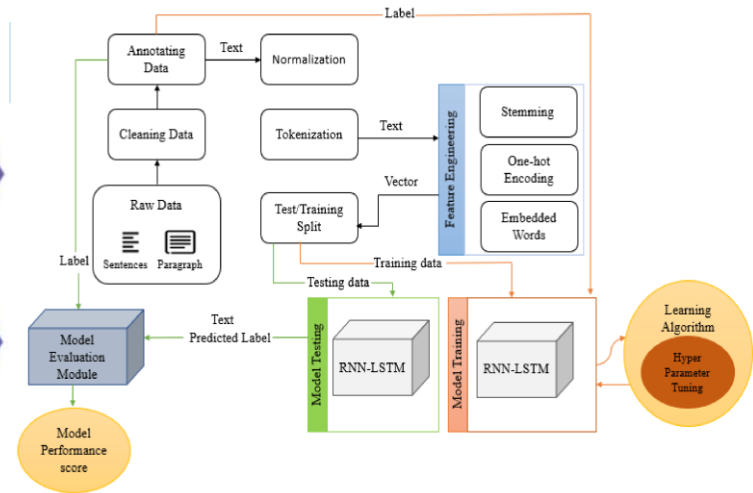 Label
Annotating
Data
Text
Normalization
Cleaning Data
Tokenization
Text
Feature Engineering
Stemming
One-hot
Encoding
Embedded
Words
Vector
Raw Data
Sentences
Paragraph
Test/Training
Split
Label
Training data
Testing data
Model
Evaluation
Module
Text
Predicted Label
Model Testing
RNN-LSTM
Model Training
RNN-LSTM
Learning
Algorithm
Hyper
Parameter
Tuning
Model
Performance
score